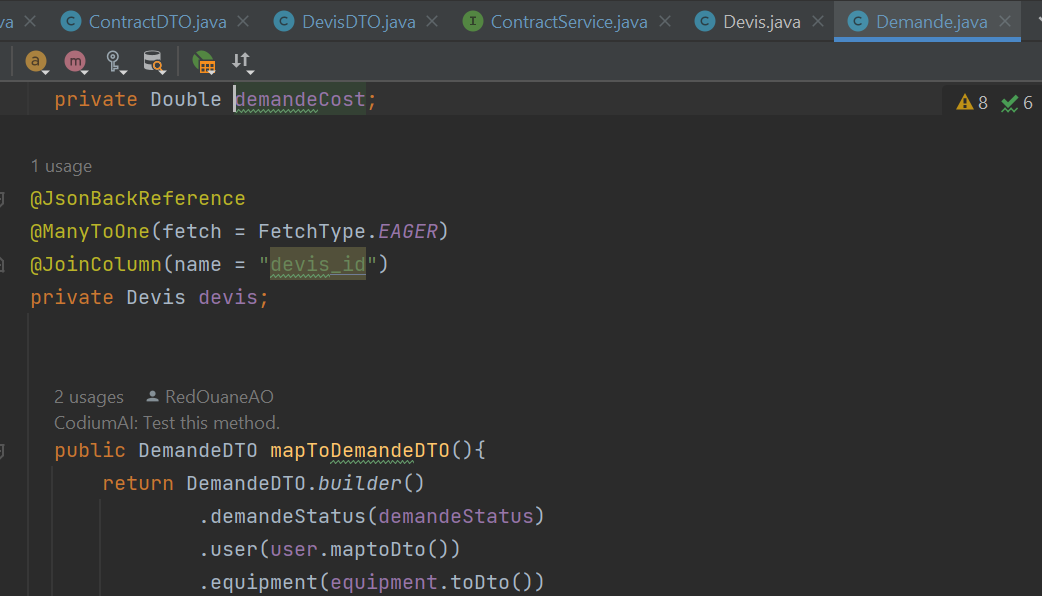 va ContractDTO.java DevisDTO.java ContractService.java Devis.java Demande.java
private Double demandeCost;
8 6
1 usage
@JsonBackReference
@ManyToOne(fetch = FetchType.EAGER)
@JoinColumn(name = "devis_id")
private Devis devis;
2 usages RedOuaneAO
CodiumAI: Test this method.
public DemandeDTO mapToDemandeDTO(){
return DemandeDTO.builder()
.demandeStatus(demandeStatus)
.user(user.maptoDto())
.equipment(equipment.toDto())